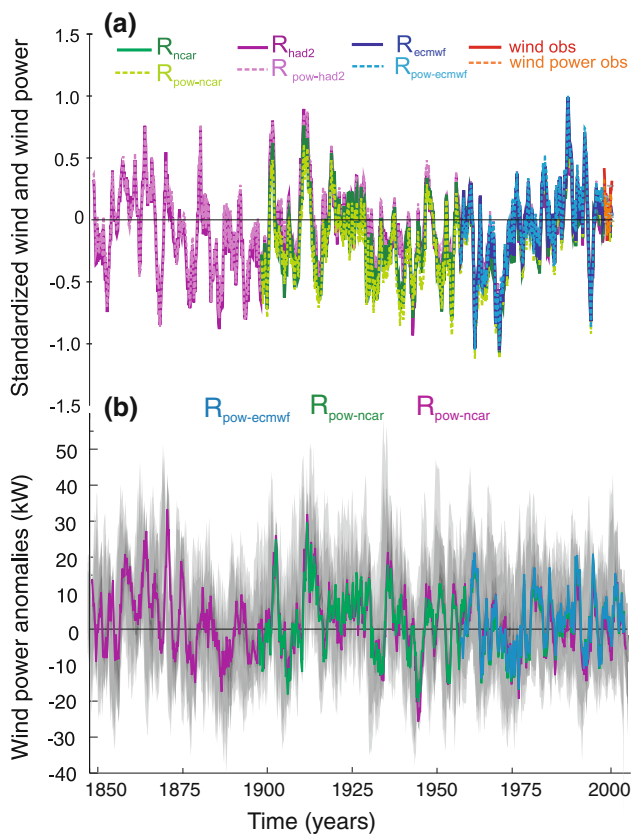 (a)
R_ncar R_had2 R_ecmwf wind obs
R_pow-ncar R_pow-had2 R_pow-ecmwf wind power obs
Standardized wind and wind power
1.5
1.0
0.5
0
-0.5
-1.0
-1.5
(b)
R_pow-ecmwf R_pow-ncar R_pow-ncar
Wind power anomalies (kW)
50
40
30
20
10
0
-10
-20
-30
-40
1850 1875 1900 1925 1950 1975 2000
Time (years)